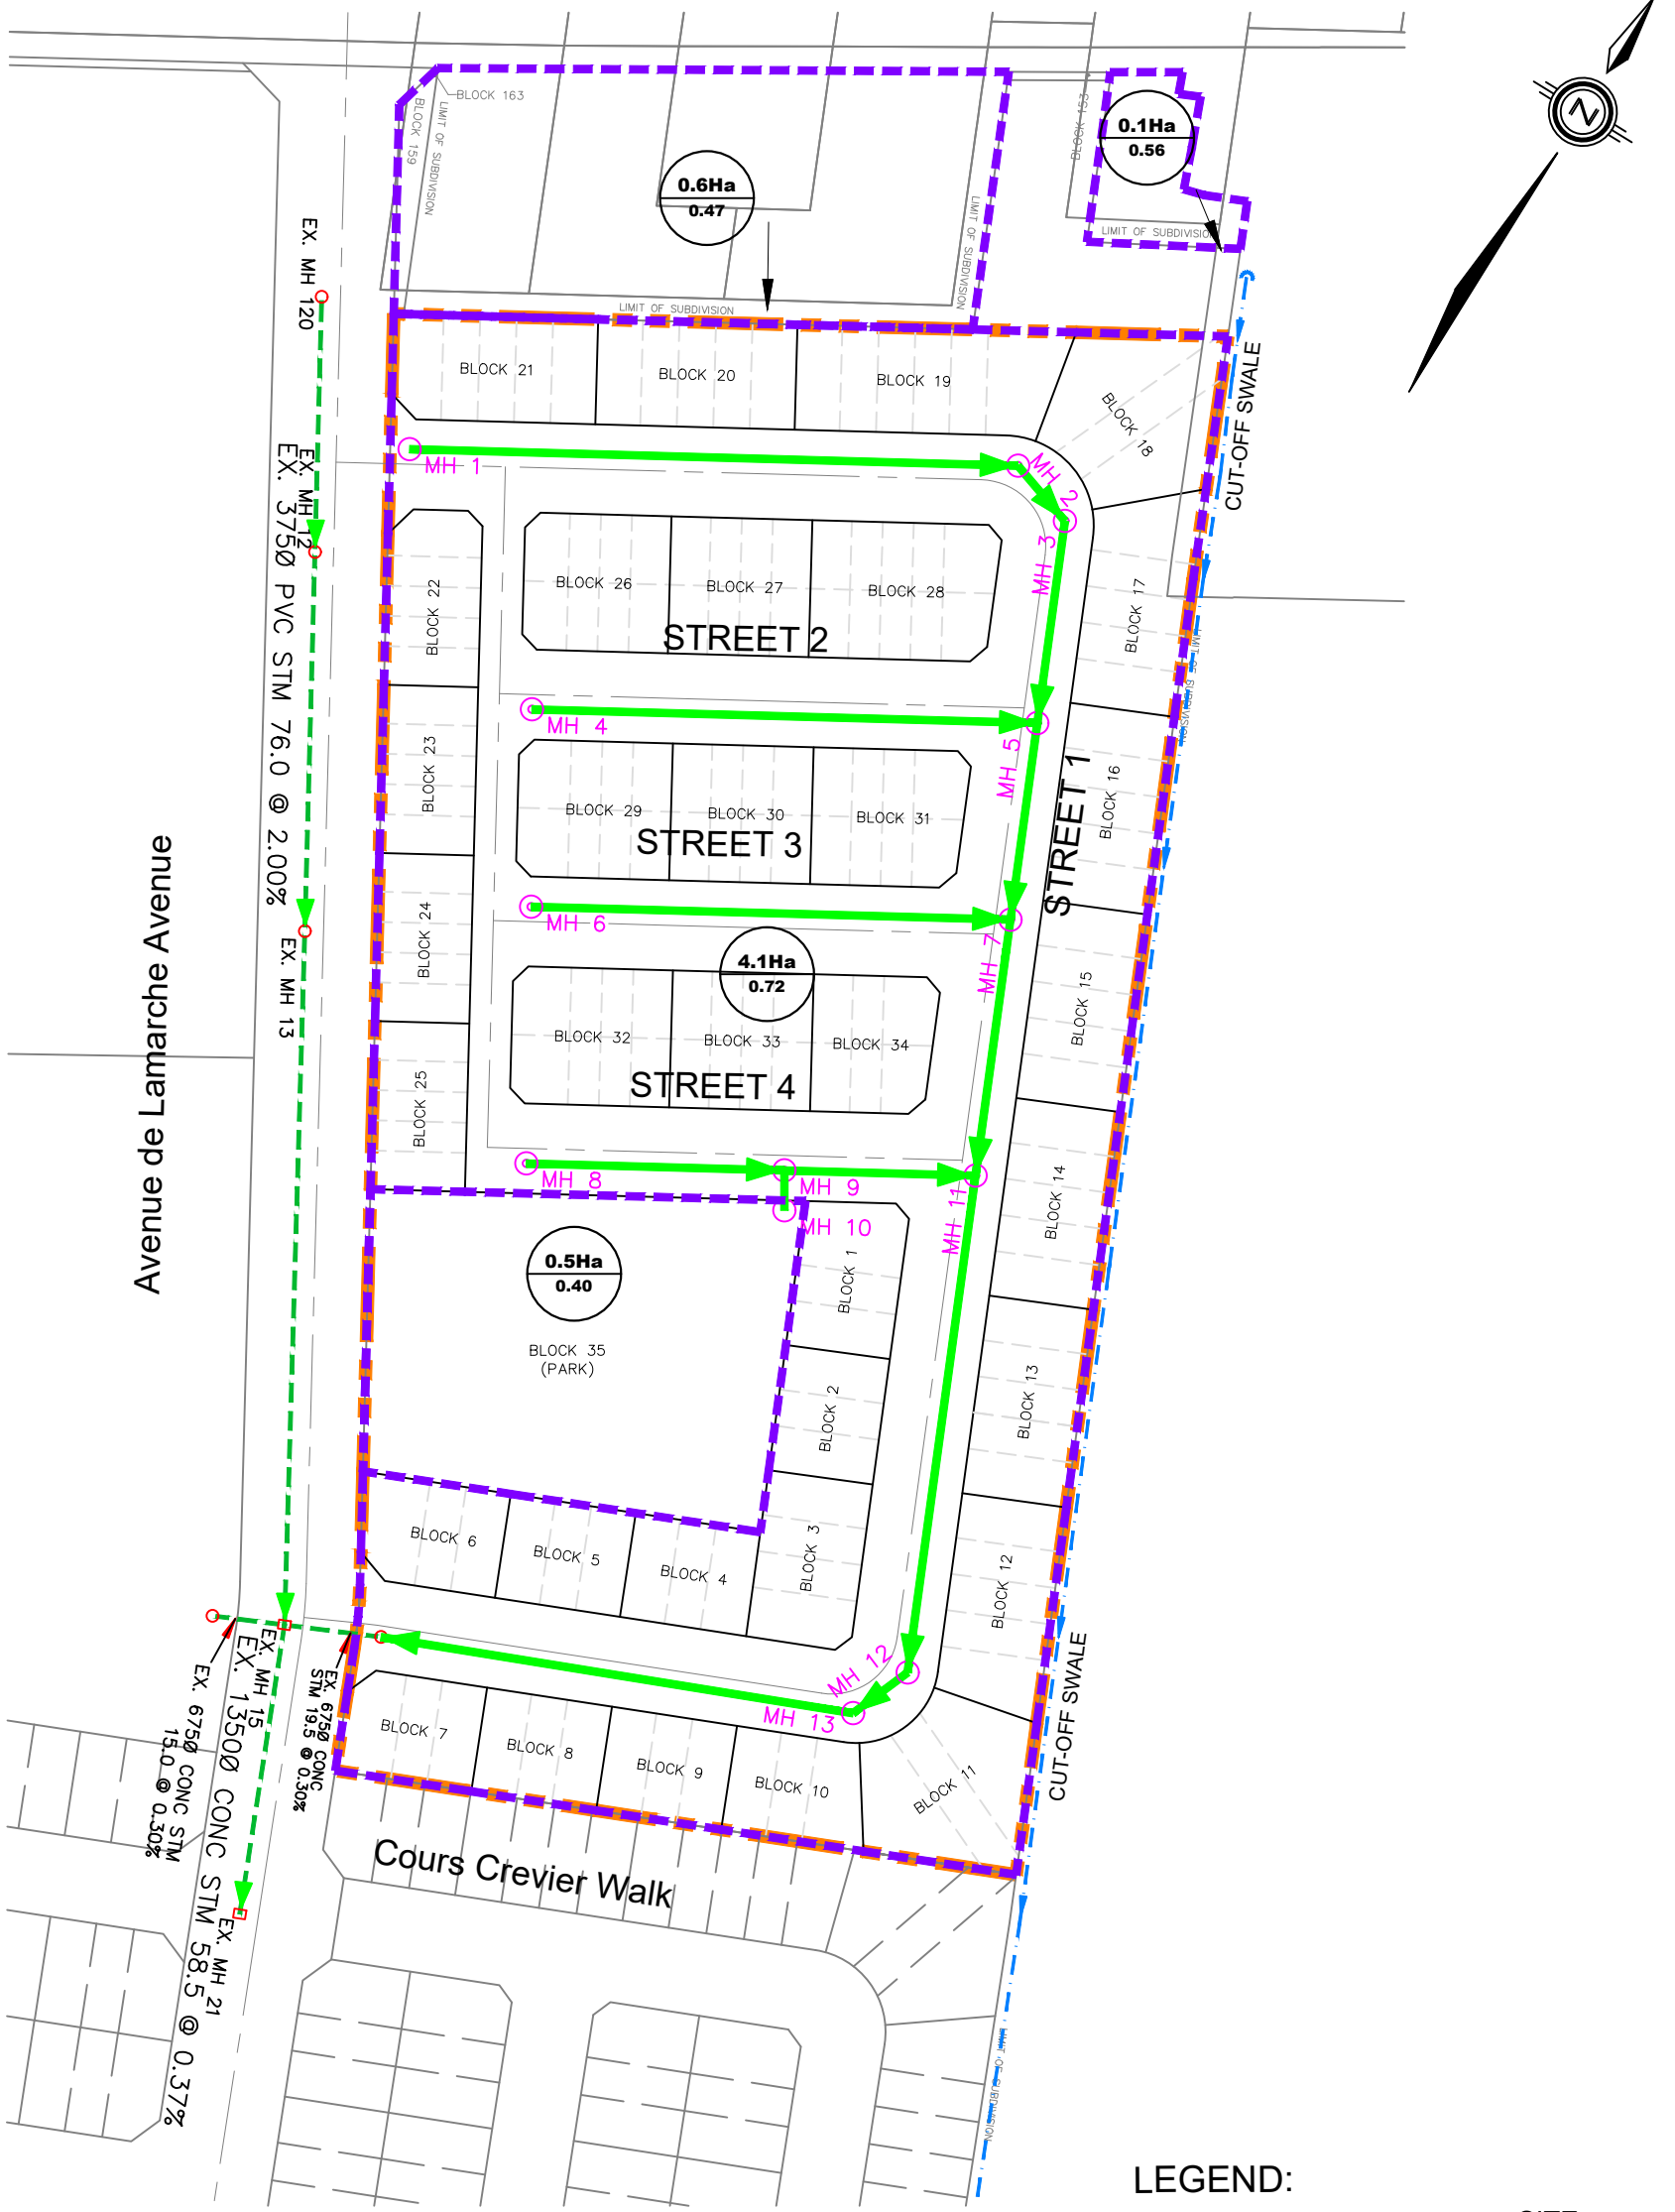 BLOCK 163
BLOCK 159
LIMIT OF SUBDIVISION
0.6Ha
0.47
BLOCK 153
0.1Ha
0.56
LIMIT OF SUBDIVISION
LIMIT OF SUBDIVISION
LIMIT OF SUBDIVISION
N
EX. MH 120
EX. MH 12
EX. 375Ø PVC STM 76.0 @ 2.00%
EX. MH 13
Avenue de Lamarche Avenue
BLOCK 21
BLOCK 20
BLOCK 19
BLOCK 18
CUT-OFF SWALE
MH 1
MH 2
MH 3
BLOCK 22
BLOCK 26
BLOCK 27
BLOCK 28
BLOCK 17
STREET 2
LIMIT OF SUBDIVISION
MH 4
MH 5
BLOCK 23
BLOCK 29
BLOCK 30
BLOCK 31
STREET 1
BLOCK 16
STREET 3
MH 6
MH 7
BLOCK 24
4.1Ha
0.72
BLOCK 15
BLOCK 32
BLOCK 33
BLOCK 34
STREET 4
BLOCK 25
MH 8
MH 9
MH 10
MH 11
BLOCK 14
0.5Ha
0.40
BLOCK 35
(PARK)
BLOCK 1
BLOCK 2
BLOCK 3
BLOCK 13
BLOCK 12
BLOCK 6
BLOCK 5
BLOCK 4
MH 12
MH 13
CUT-OFF SWALE
EX. MH 15
EX. 675Ø CONC STM
15.0 @ 0.30%
EX. 1350Ø CONC STM 58.5 @ 0.37%
EX. 675Ø CONC
STM 19.5 @ 0.30%
BLOCK 7
BLOCK 8
BLOCK 9
BLOCK 10
BLOCK 11
Cours Crevier Walk
EX. MH 21
LIMIT OF SUBDIVISION
LEGEND: